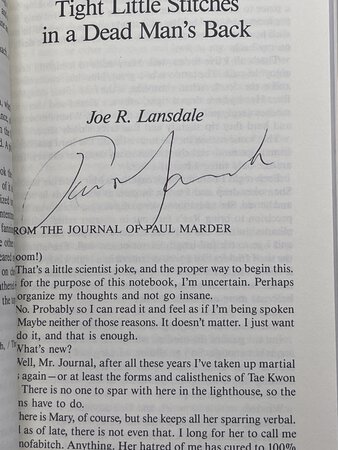 Tight Little Stitches
in a Dead Man's Back
Joe R. Lansdale
ROM THE JOURNAL OF PAUL MARDER
oom!)
That's a little scientist joke, and the proper way to begin this.
for the purpose of this notebook, I'm uncertain. Perhaps
organize my thoughts and not go insane.
No. Probably so I can read it and feel as if I'm being spoken
Maybe neither of those reasons. It doesn't matter. I just want
do it, and that is enough.
What's new?
Well, Mr. Journal, after all these years I've taken up martial
again—or at least the forms and calisthenics of Tae Kwon
There is no one to spar with here in the lighthouse, so the
ns have to do.
here is Mary, of course, but she keeps all her sparring verbal.
as of late, there is not even that. I long for her to call me
nofabitch. Anything. Her hatred of me has cured to 100%